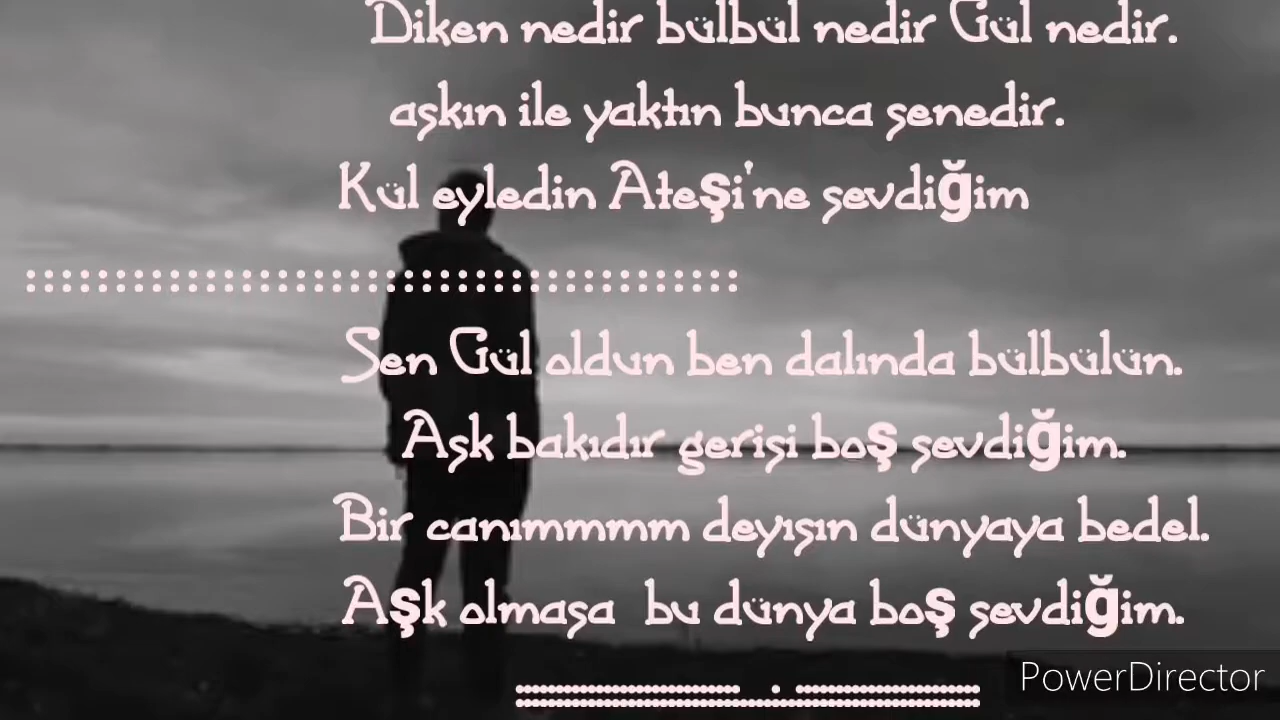 Diken nedir bülbül nedir Gül nedir.
aşkın ile yaktın bunca senedir.
Kül eyledin Ateşi'ne sevdiğim
::::::::::::::::::::::::::::::::::::::::
Sen Gül oldun ben dalında bülbülün.
Aşk bakıdır gerisi boş sevdiğim.
Bir canımmmm deyışın dünyaya bedel.
Aşk olmasa bu dünya boş sevdiğim.
PowerDirector